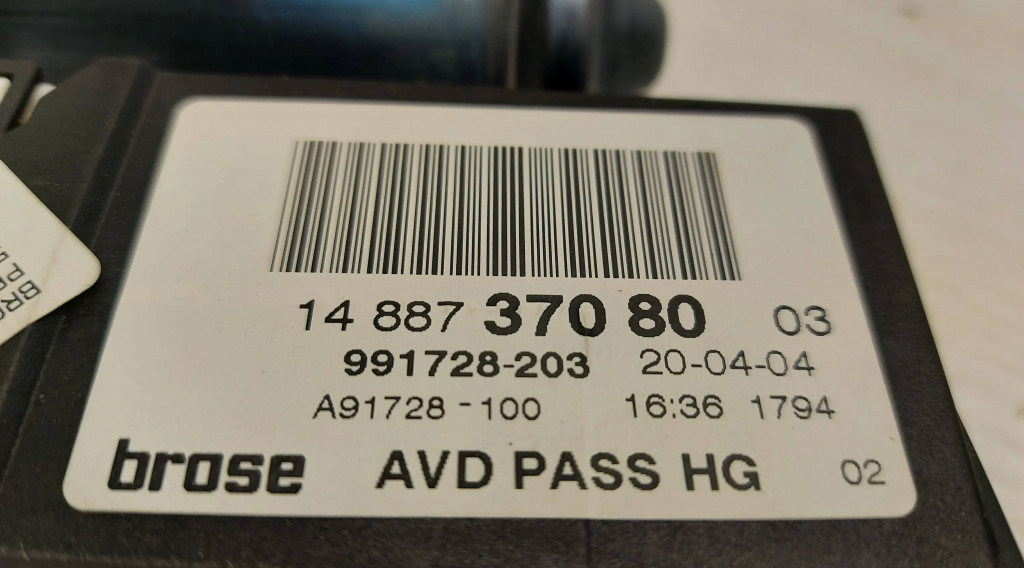 14 887 370 80 03
991728-203 20-04-04
A91728-100 16:36 1794
brose AVD PASS HG 02